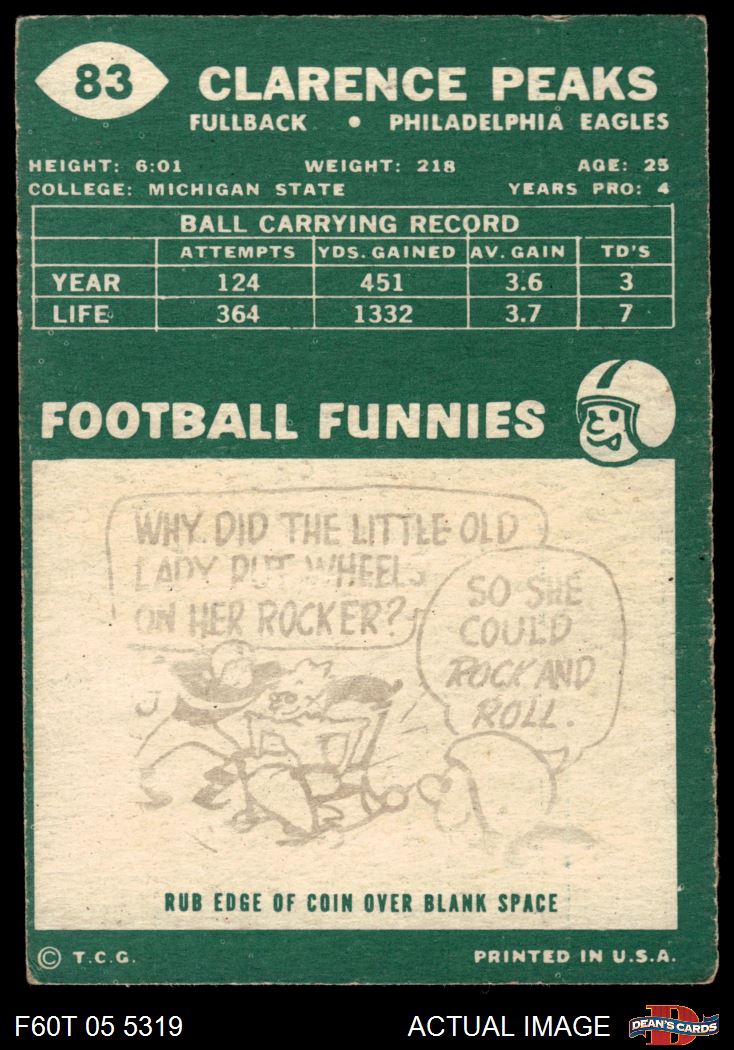 83
CLARENCE PEAKS
FULLBACK • PHILADELPHIA EAGLES
HEIGHT: 6:01 WEIGHT: 218 AGE: 25
COLLEGE: MICHIGAN STATE YEARS PRO: 4
BALL CARRYING RECORD
ATTEMPTS YDS. GAINED AV. GAIN TD'S
YEAR 124 451 3.6 3
LIFE 364 1332 3.7 7
FOOTBALL FUNNIES
WHY DID THE LITTLE OLD
LADY PUT WHEELS
ON HER ROCKER?
SO SHE
COULD
ROCK AND
ROLL.
RUB EDGE OF COIN OVER BLANK SPACE
© T.C.G. PRINTED IN U.S.A.
F60T 05 5319 ACTUAL IMAGE DEAN'S CARDS